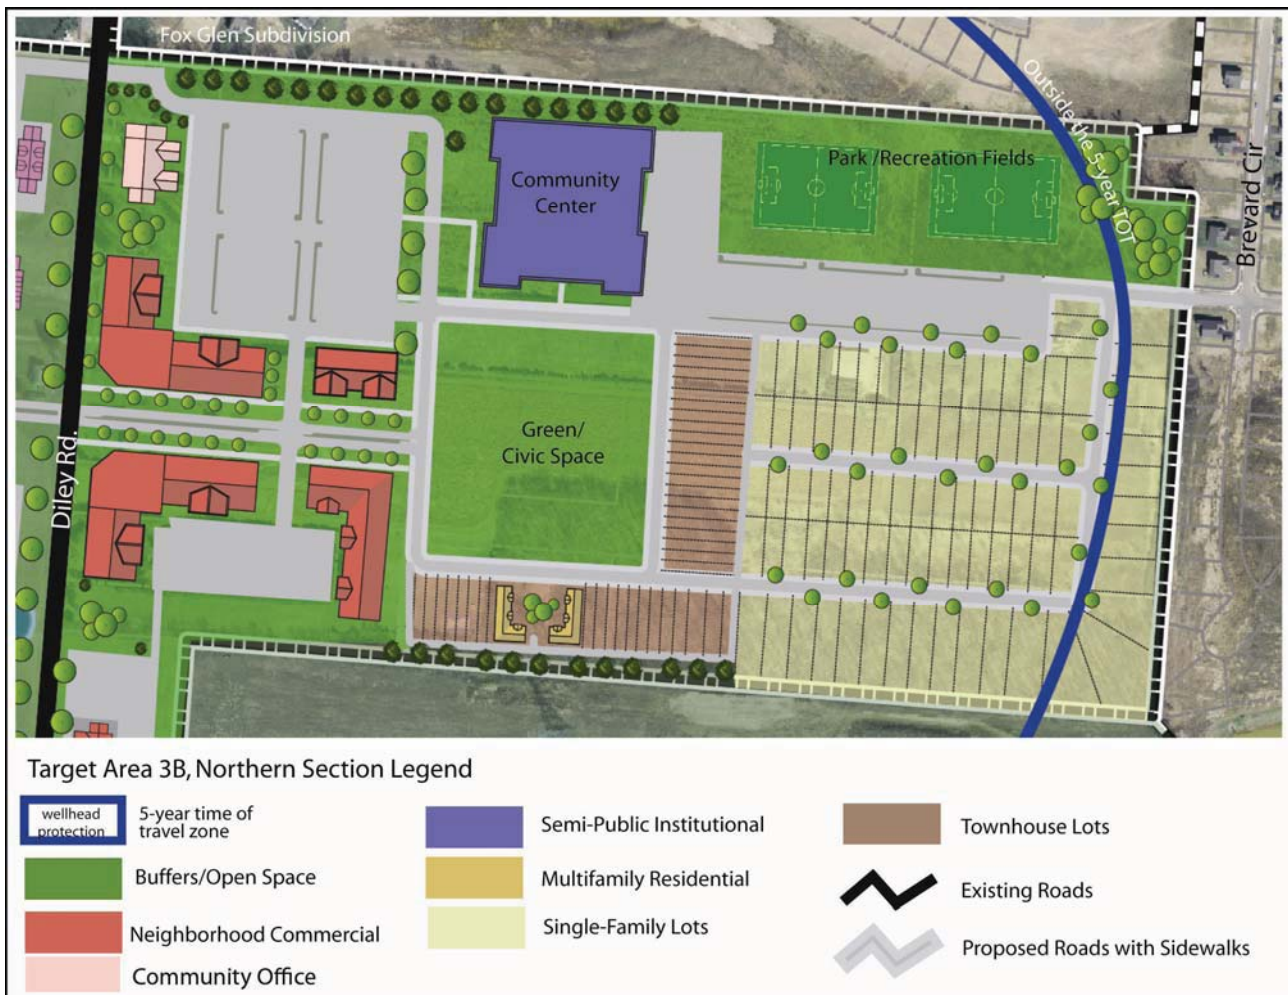 Fox Glen Subdivision
Outside the 5-year TOT
Park /Recreation Fields
Community
Center
Brevard Cir
Green/
Civic Space
Diley Rd.
Target Area 3B, Northern Section Legend
wellhead
protection
5-year time of
travel zone
Buffers/Open Space
Neighborhood Commercial
Community Office
Semi-Public Institutional
Multifamily Residential
Single-Family Lots
Townhouse Lots
Existing Roads
Proposed Roads with Sidewalks